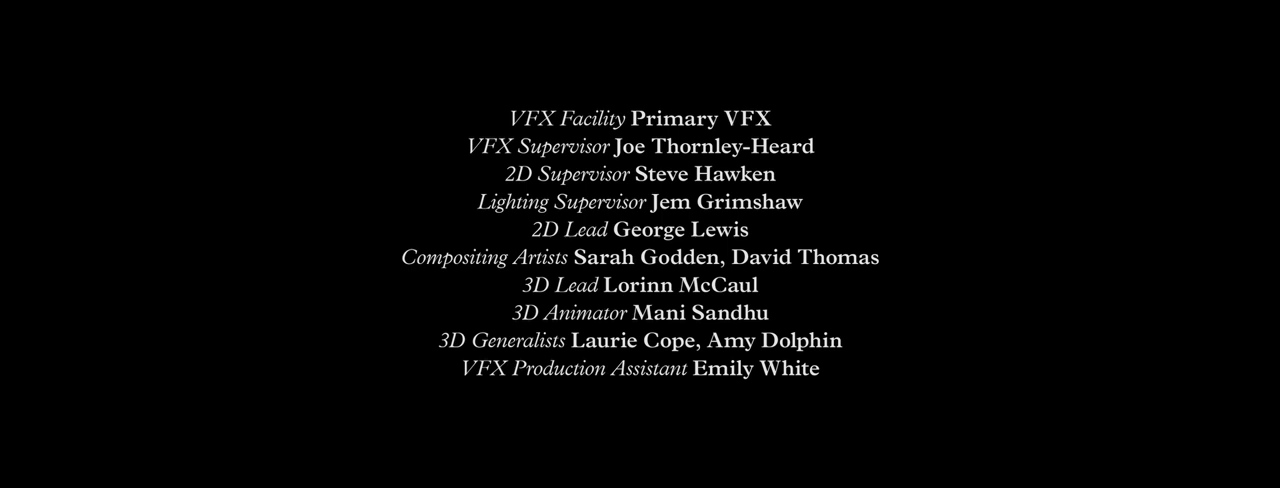 VFX Facility Primary VFX
VFX Supervisor Joe Thornley-Heard
2D Supervisor Steve Hawken
Lighting Supervisor Jem Grimshaw
2D Lead George Lewis
Compositing Artists Sarah Godden, David Thomas
3D Lead Lorinn McCaul
3D Animator Mani Sandhu
3D Generalists Laurie Cope, Amy Dolphin
VFX Production Assistant Emily White